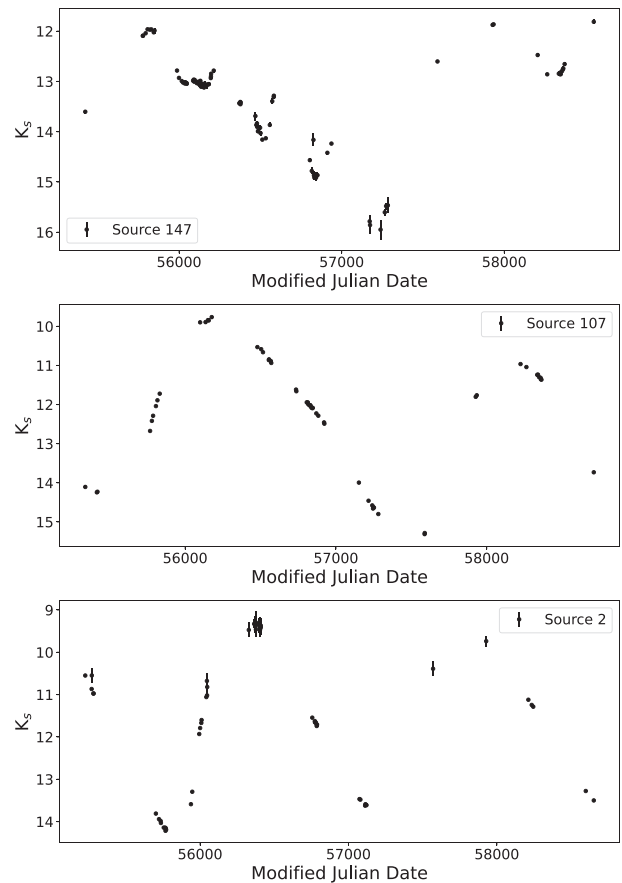 12
13
14
15
16
K_s
Source 147
56000 57000 58000
Modified Julian Date
10
11
12
13
14
15
K_s
Source 107
56000 57000 58000
Modified Julian Date
9
10
11
12
13
14
K_s
Source 2
56000 57000 58000
Modified Julian Date